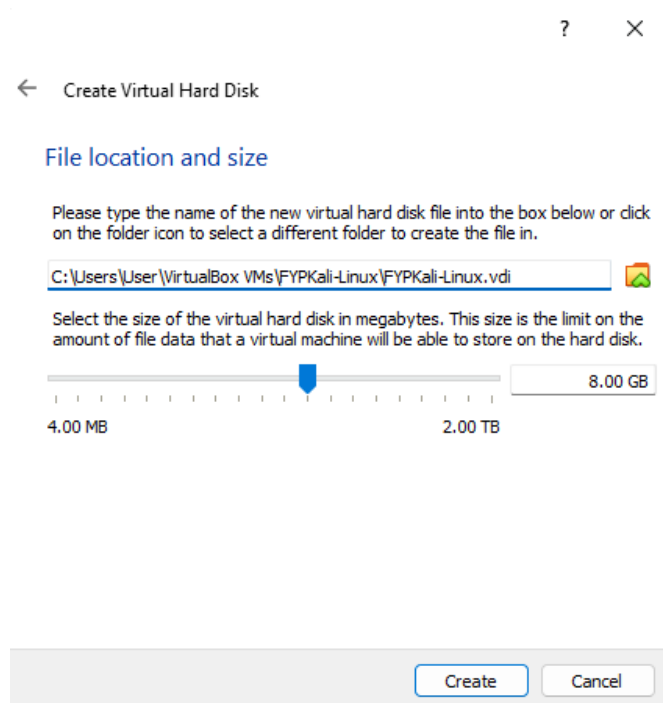 ?
Create Virtual Hard Disk
File location and size
Please type the name of the new virtual hard disk file into the box below or click
on the folder icon to select a different folder to create the file in.
C:\Users\User\VirtualBox VMs\FYPKali-Linux\FYPKali-Linux.vdi
Select the size of the virtual hard disk in megabytes. This size is the limit on the
amount of file data that a virtual machine will be able to store on the hard disk.
8.00 GB
4.00 MB 2.00 TB
Create Cancel